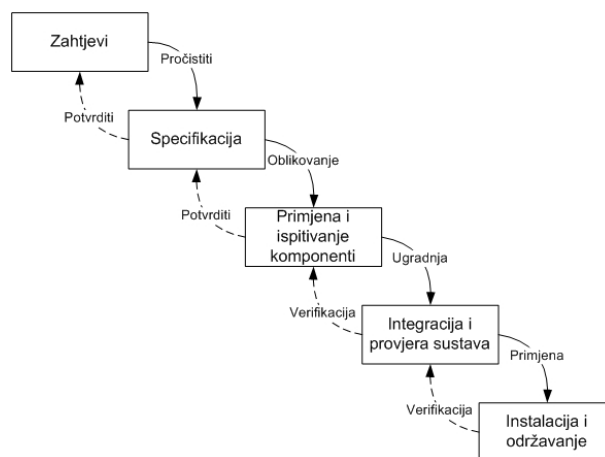 Zahtjevi
Pročistiti
Potvrditi
Specifikacija
Oblikovanje
Potvrditi
Primjena i
ispitivanje
komponenti
Ugradnja
Verifikacija
Integracija i
provjera sustava
Primjena
Verifikacija
Instalacija i
održavanje